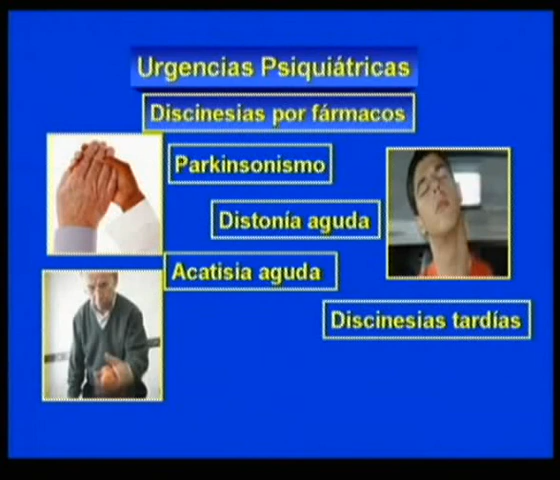 Urgencias Psiquiátricas
Discinesias por fármacos
Parkinsonismo
Distonía aguda
Acatisia aguda
Discinesias tardías